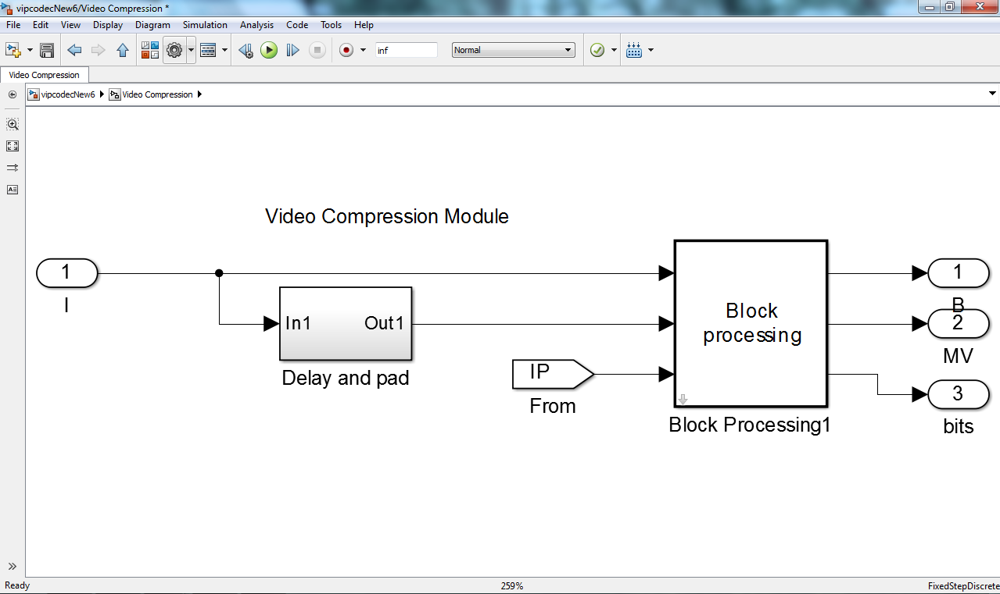 vipcodecNew6/Video Compression *
File Edit View Display Diagram Simulation Analysis Code Tools Help
inf Normal
Video Compression
vipcodecNew6 Video Compression
Video Compression Module
1
I
In1 Out1
Delay and pad
IP
From
Block
processing
Block Processing1
1
B
2
MV
3
bits
Ready 259% FixedStepDiscrete